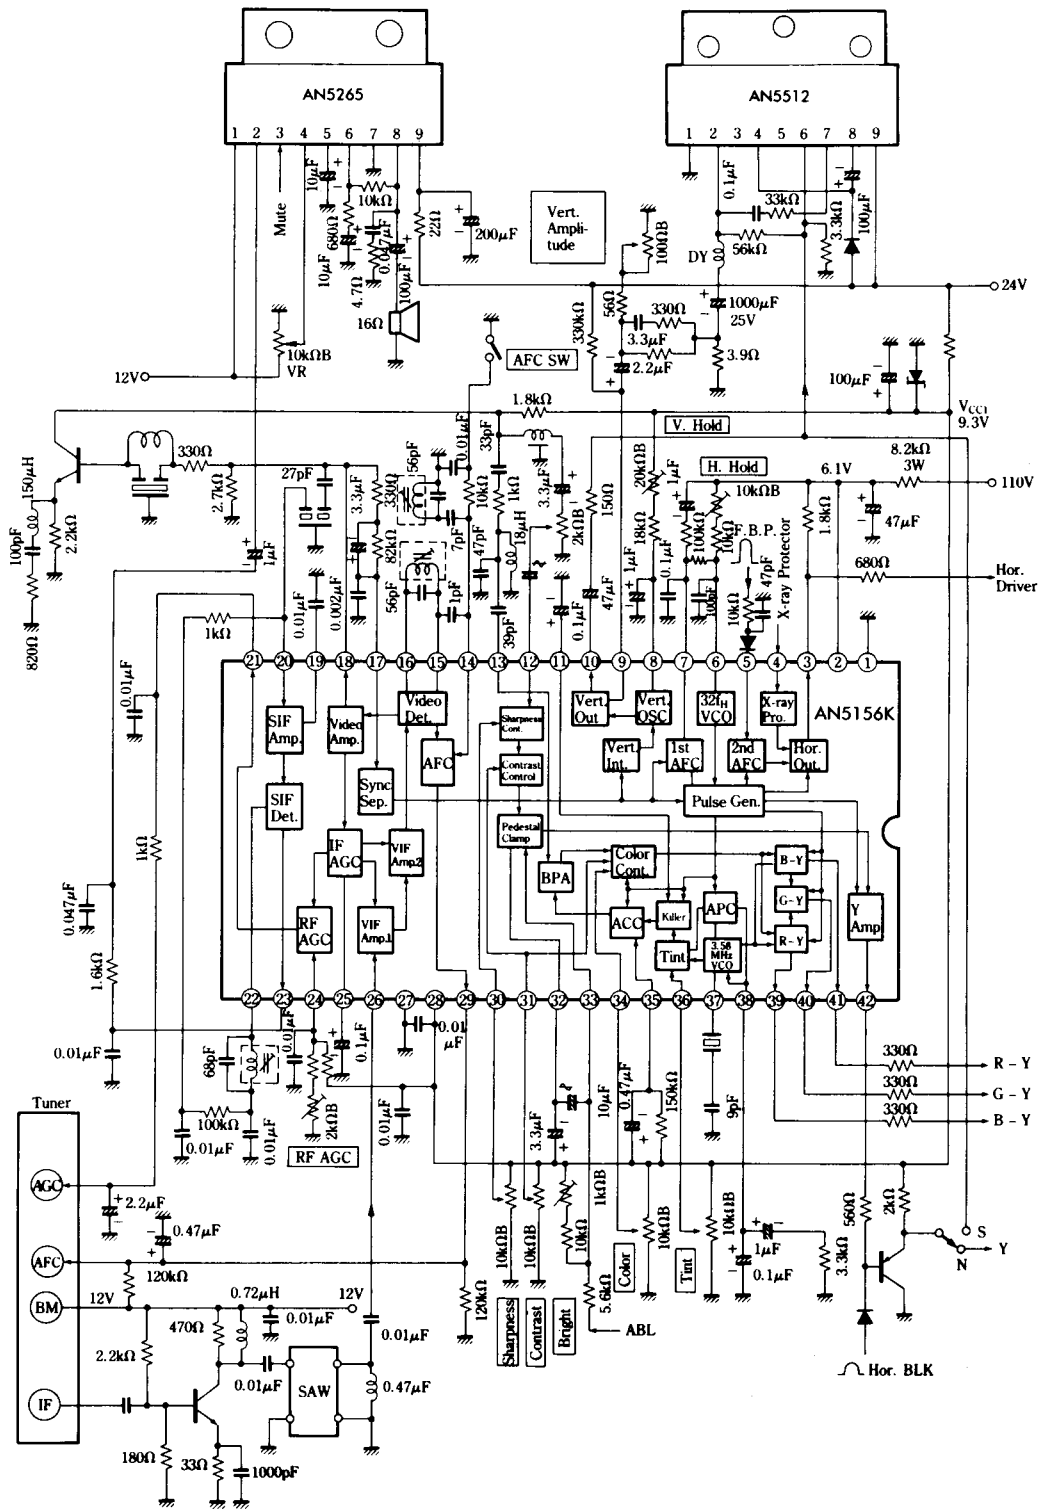 AN5265
1 2 3 4 5 6 7 8 9
AN5512
1 2 3 4 5 6 7 8 9
Mute
10μF
10kΩ
680Ω
10μF
0.047μF
4.7Ω
100μF
22Ω
200μF
16Ω
Vert.
Ampli-
tude
100ΩB
0.1μF
33kΩ
3.3kΩ
100μF
56kΩ
DY
24V
56Ω
330Ω
1000μF
25V
330kΩ
3.3μF
2.2μF
3.9Ω
10kΩB
VR
12V
AFC SW
100μF
1.8kΩ
VCC1
9.3V
V. Hold
H. Hold
8.2kΩ
3W
6.1V
110V
150μH
330Ω
27pF
2.7kΩ
3.3μF
330Ω
56pF
0.01μF
33pF
10kΩ
1kΩ
3.3μF
18μH
2kΩB
150Ω
20kΩB
1μF
10kΩB
18kΩ
100kΩ
10kΩ
F.B.P.
1.8kΩ
47μF
100pF
2.2kΩ
1μF
82kΩ
7pF
47pF
47μF
1μF
0.1μF
100pF
10kΩ
47pF
X-ray Protector
680Ω
Hor.
Driver
820Ω
1kΩ
0.01μF
0.002μF
56pF
1pF
39pF
0.1μF
21 20 19 18 17 16 15 14 13 12 11 10 9 8 7 6 5 4 3 2 1
AN5156K
0.01μF
SIF
Amp.
Video
Amp.
Video
Det.
AFC
Sharpness
Cont.
Vert.
Out
Vert.
OSC
32fH
VCO
X-ray
Pro.
Contrast
Control
Vert.
Int.
1st
AFC
2nd
AFC
Hor.
Out.
Sync
Sep.
SIF
Det.
Pulse Gen.
Pedestal
Clamp
IF
AGC
VIF
Amp.2
BPA
Color
Cont.
B-Y
G-Y
R-Y
RF
AGC
VIF
Amp.1
ACC
Killer
APC
Tint
3.58
MHz
VCO
Y
Amp
1kΩ
0.047μF
1.6kΩ
22 23 24 25 26 27 28 29 30 31 32 33 34 35 36 37 38 39 40 41 42
0.01μF
68pF
0.01μF
0.1μF
0.01
μF
100kΩ
0.01μF
0.01μF
2kΩB
0.01μF
RF AGC
3.3μF
10μF
0.47μF
150kΩ
9pF
330Ω
R-Y
330Ω
G-Y
330Ω
B-Y
Tuner
AGC
2.2μF
0.47μF
AFC
120kΩ
BM
12V
0.72μH
12V
470Ω
0.01μF
2.2kΩ
0.01μF
0.01μF
SAW
0.47μF
IF
180Ω
33Ω
1000pF
120kΩ
10kΩB
10kΩB
1kΩB
10kΩ
5.6kΩ
10kΩB
10kΩB
1μF
0.1μF
3.3kΩ
560Ω
2kΩ
S
Y
N
Sharpness
Contrast
Bright
Color
Tint
ABL
Hor. BLK